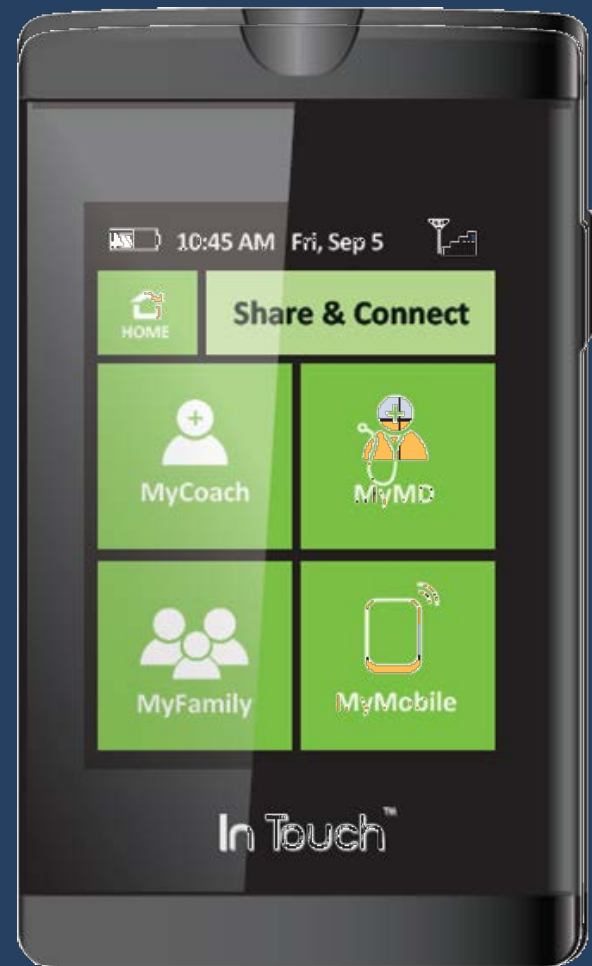 10:45 AM Fri, Sep 5
HOME
Share & Connect
MyCoach
MyMD
MyFamily
MyMobile
In Touch™